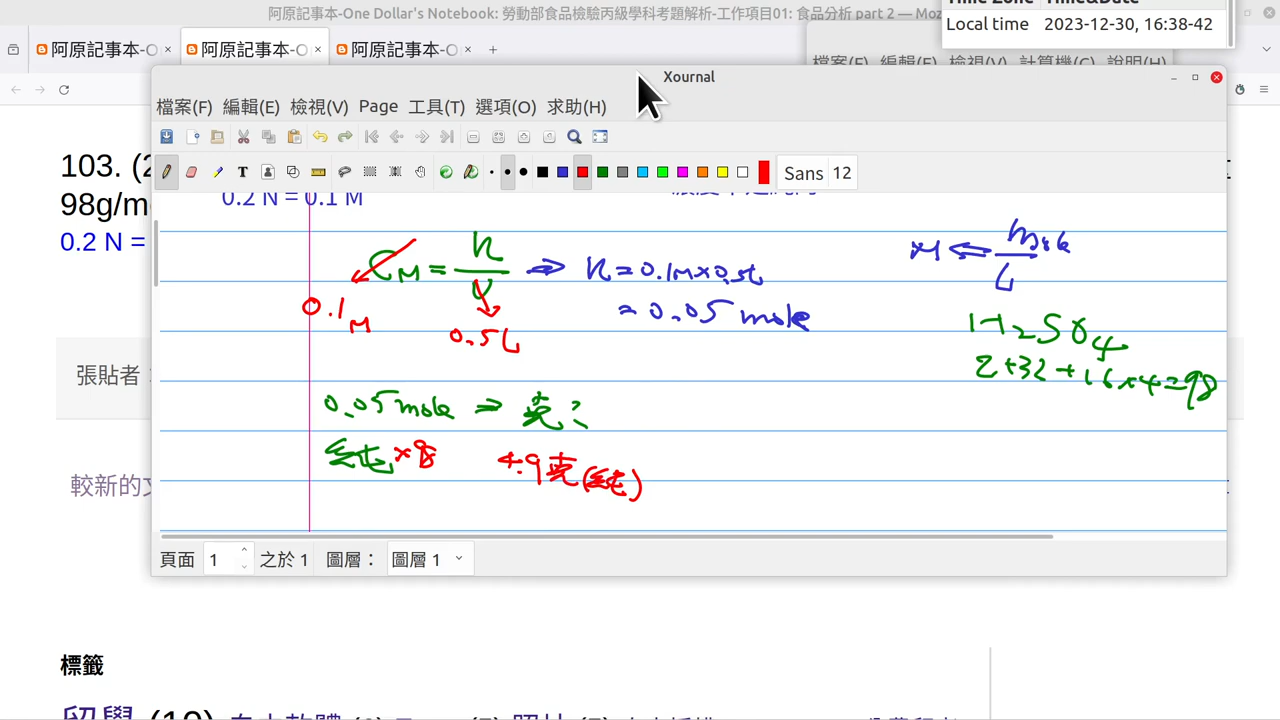 阿原記事本-One Dollar's Notebook: 勞動部食品檢驗丙級學科考題解析-工作項目01: 食品分析 part 2 — Moz
Local time 2023-12-30, 16:38-42
阿原記事本-O × 阿原記事本-O × 阿原記事本-O × +
檔案(F) 編輯(E) 檢視(V) 計算機(C) 說明(H)
Xournal
檔案(F) 編輯(E) 檢視(V) Page 工具(T) 選項(O) 求助(H)
Sans 12
103. (2
98g/m
0.2 N =
0.2 N = 0.1 M
C_M = n/V ⇒ n = 0.1M×0.5L
= 0.05 mole
0.1 M
0.5L
M ⇐ mole/L
H2SO4
2+32+16×4=98
0.05 mole ⇒ 克?
純 ×98 4.9克(純)
張貼者
較新的文
頁面 1 之於 1 圖層： 圖層 1
標籤
留學 (10)